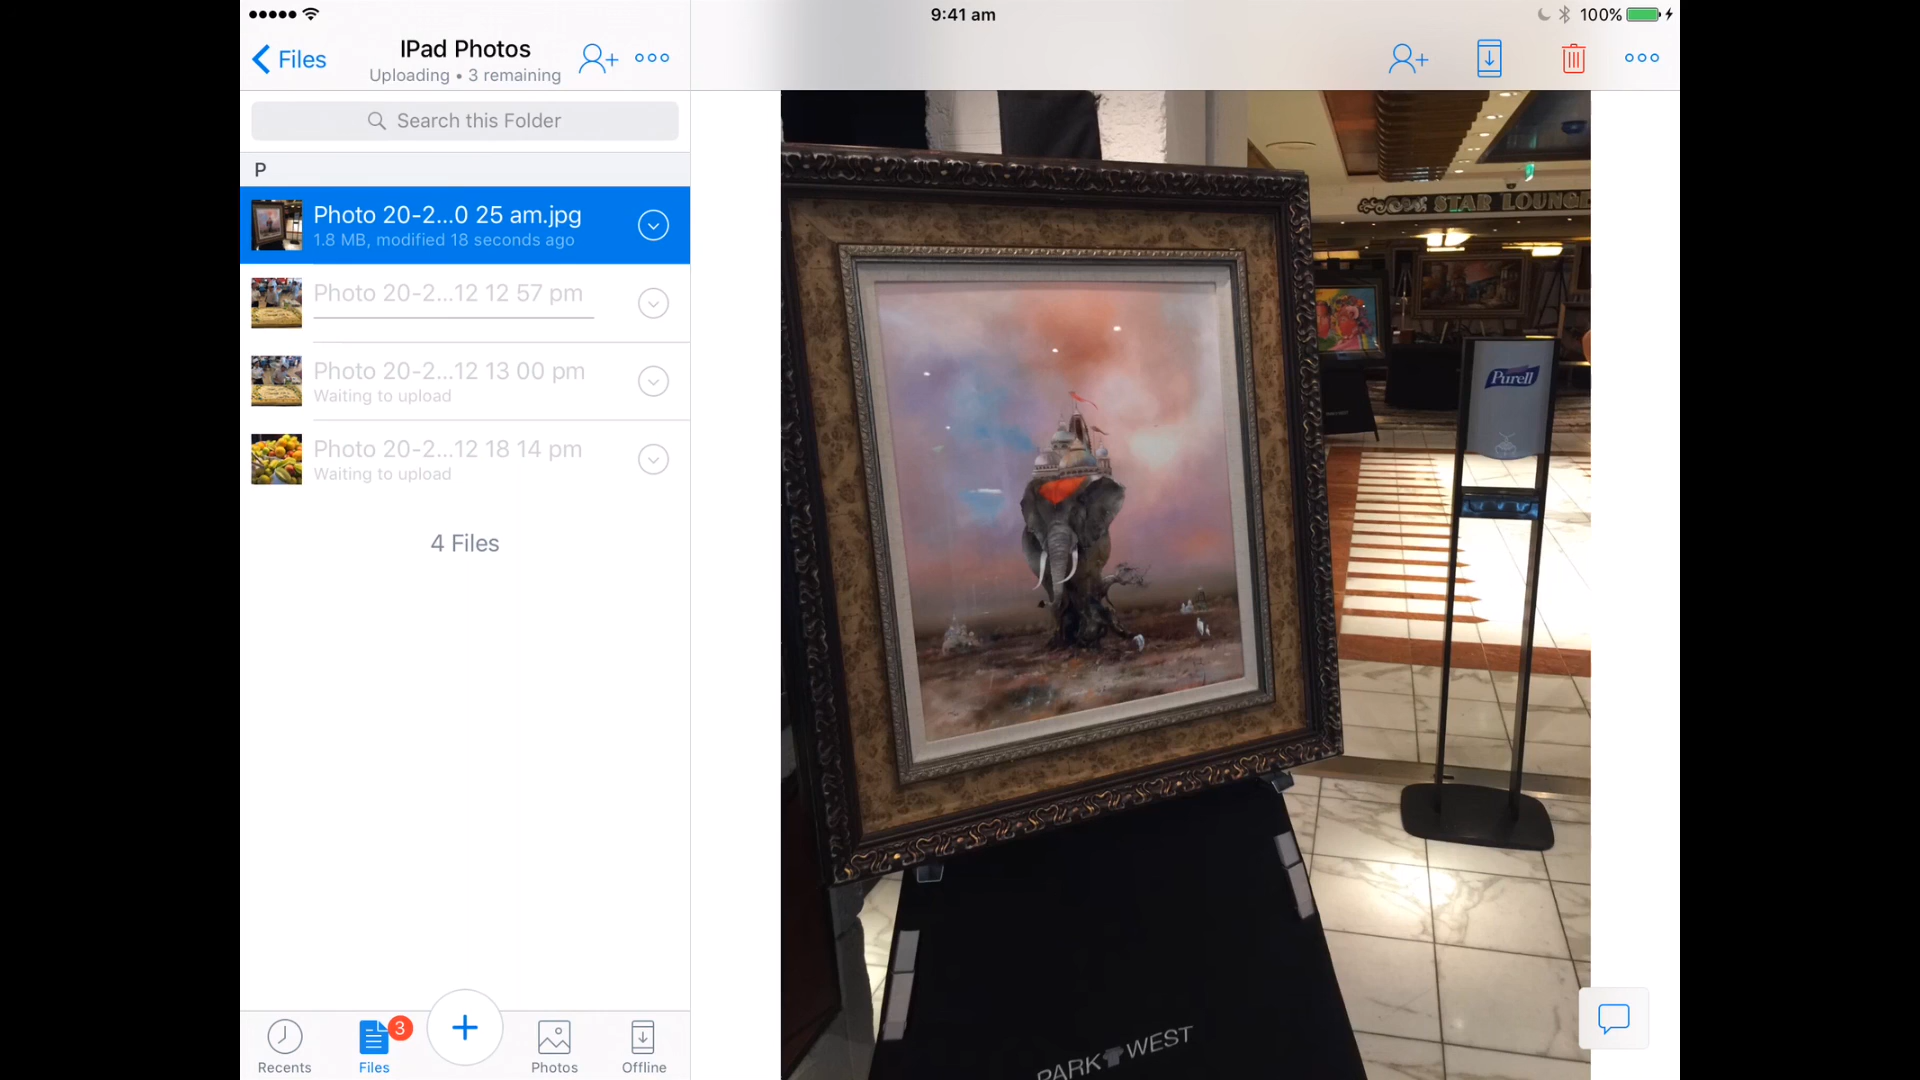 9:41 am
100%
Files
IPad Photos
Uploading • 3 remaining
Search this Folder
P
Photo 20-2...0 25 am.jpg
1.8 MB, modified 18 seconds ago
Photo 20-2...12 12 57 pm
Photo 20-2...12 13 00 pm
Waiting to upload
Photo 20-2...12 18 14 pm
Waiting to upload
4 Files
Recents
Files
3
Photos
Offline
STAR LOUNGE
Purell
PARK WEST